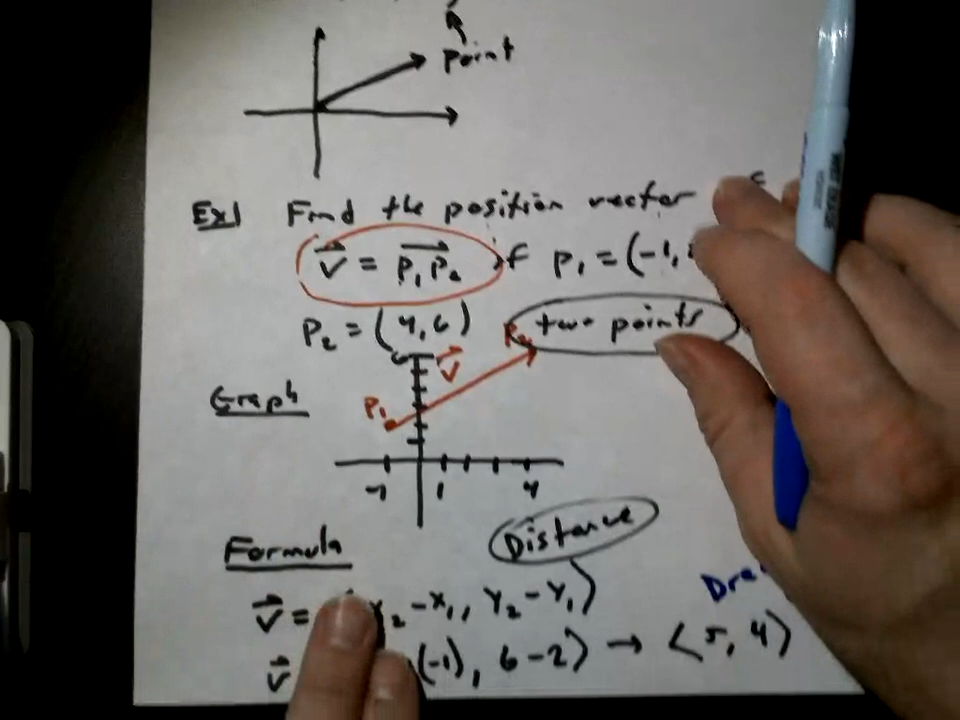 point
Ex1 Find the position vector
v = P₁P₂ if P₁ = (-1,
P₂ = (4, 6) two points
P₂
6 v
Graph
P₁
-1 1 4
Distance
Formula
v = x₂ - x₁, y₂ - y₁⟩
v (-1), 6-2⟩ → ⟨5, 4⟩